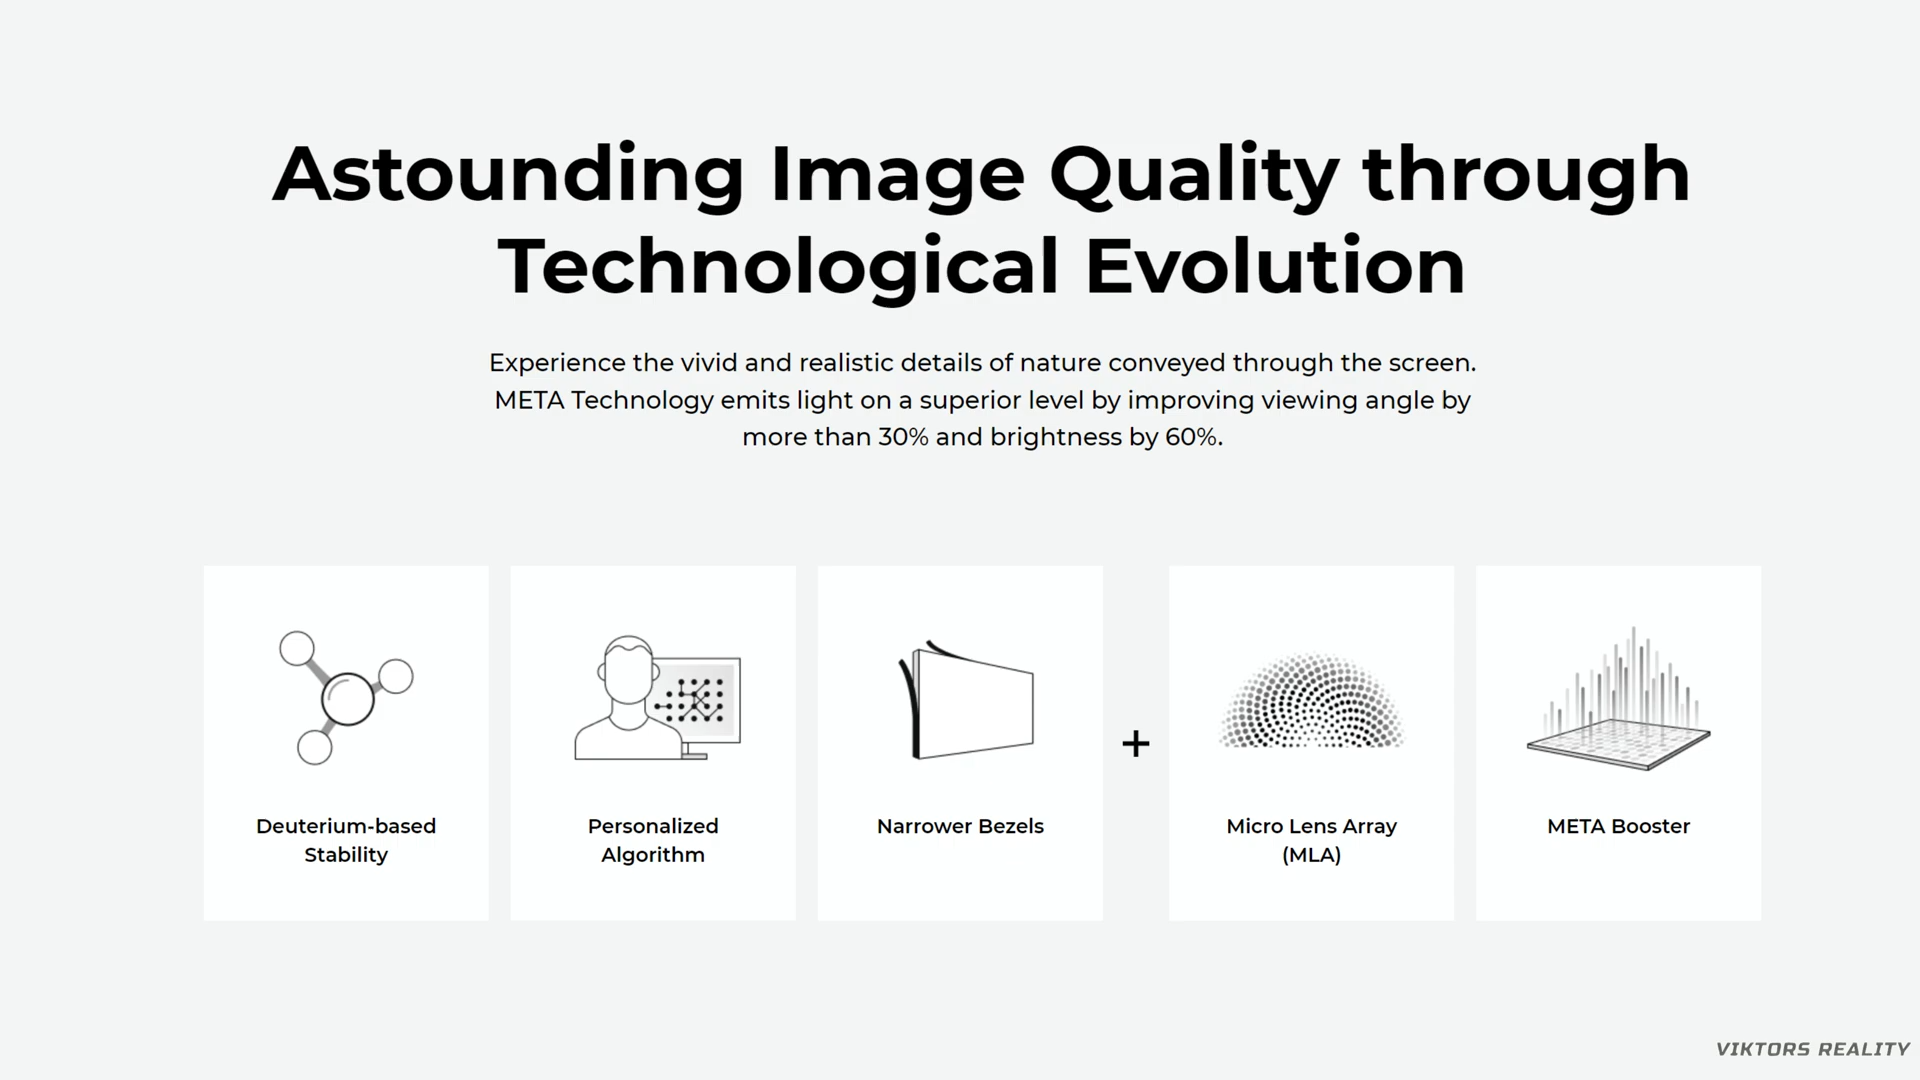 Astounding Image Quality through
Technological Evolution
Experience the vivid and realistic details of nature conveyed through the screen.
META Technology emits light on a superior level by improving viewing angle by
more than 30% and brightness by 60%.
Deuterium-based
Stability
Personalized
Algorithm
Narrower Bezels
+
Micro Lens Array
(MLA)
META Booster
VIKTORS REALITY